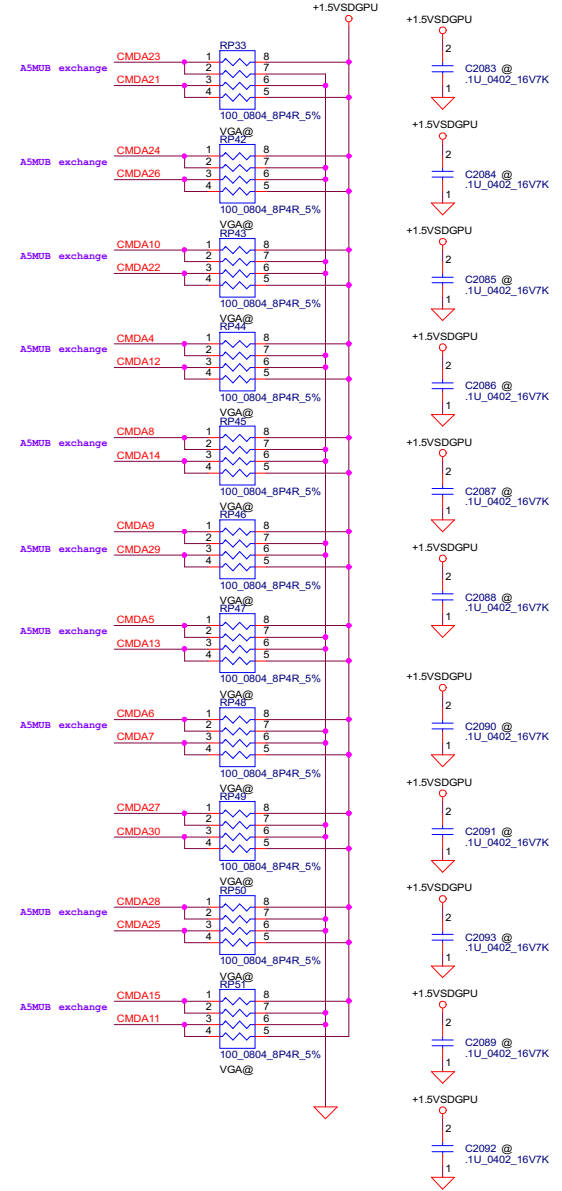 +1.5VSDGPU
RP33
CMDA23 1 8
A5MUB exchange 2 7
CMDA21 3 6
4 5
100_0804_8P4R_5%
VGA@
RP42
CMDA24 1 8
A5MUB exchange 2 7
CMDA26 3 6
4 5
100_0804_8P4R_5%
VGA@
RP43
CMDA10 1 8
A5MUB exchange 2 7
CMDA22 3 6
4 5
100_0804_8P4R_5%
VGA@
RP44
CMDA4 1 8
A5MUB exchange 2 7
CMDA12 3 6
4 5
100_0804_8P4R_5%
VGA@
RP45
CMDA8 1 8
A5MUB exchange 2 7
CMDA14 3 6
4 5
100_0804_8P4R_5%
VGA@
RP46
CMDA9 1 8
A5MUB exchange 2 7
CMDA29 3 6
4 5
100_0804_8P4R_5%
VGA@
RP47
CMDA5 1 8
A5MUB exchange 2 7
CMDA13 3 6
4 5
100_0804_8P4R_5%
VGA@
RP48
CMDA6 1 8
A5MUB exchange 2 7
CMDA7 3 6
4 5
100_0804_8P4R_5%
VGA@
RP49
CMDA27 1 8
A5MUB exchange 2 7
CMDA30 3 6
4 5
100_0804_8P4R_5%
VGA@
RP50
CMDA28 1 8
A5MUB exchange 2 7
CMDA25 3 6
4 5
100_0804_8P4R_5%
VGA@
RP51
CMDA15 1 8
A5MUB exchange 2 7
CMDA11 3 6
4 5
100_0804_8P4R_5%
VGA@
+1.5VSDGPU
2
C2083 @
.1U_0402_16V7K
1
+1.5VSDGPU
2
C2084 @
.1U_0402_16V7K
1
+1.5VSDGPU
2
C2085 @
.1U_0402_16V7K
1
+1.5VSDGPU
2
C2086 @
.1U_0402_16V7K
1
+1.5VSDGPU
2
C2087 @
.1U_0402_16V7K
1
+1.5VSDGPU
2
C2088 @
.1U_0402_16V7K
1
+1.5VSDGPU
2
C2090 @
.1U_0402_16V7K
1
+1.5VSDGPU
2
C2091 @
.1U_0402_16V7K
1
+1.5VSDGPU
2
C2093 @
.1U_0402_16V7K
1
+1.5VSDGPU
2
C2089 @
.1U_0402_16V7K
1
+1.5VSDGPU
2
C2092 @
.1U_0402_16V7K
1